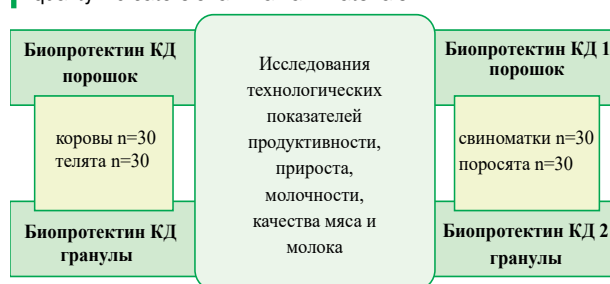 Биопротектин КД
порошок
коровы n=30
телята n=30
Биопротектин КД
гранулы
Исследования
технологических
показателей
продуктивности,
прироста,
молочности,
качества мяса и
молока
Биопротектин КД 1
порошок
свиноматки n=30
поросята n=30
Биопротектин КД 2
гранулы